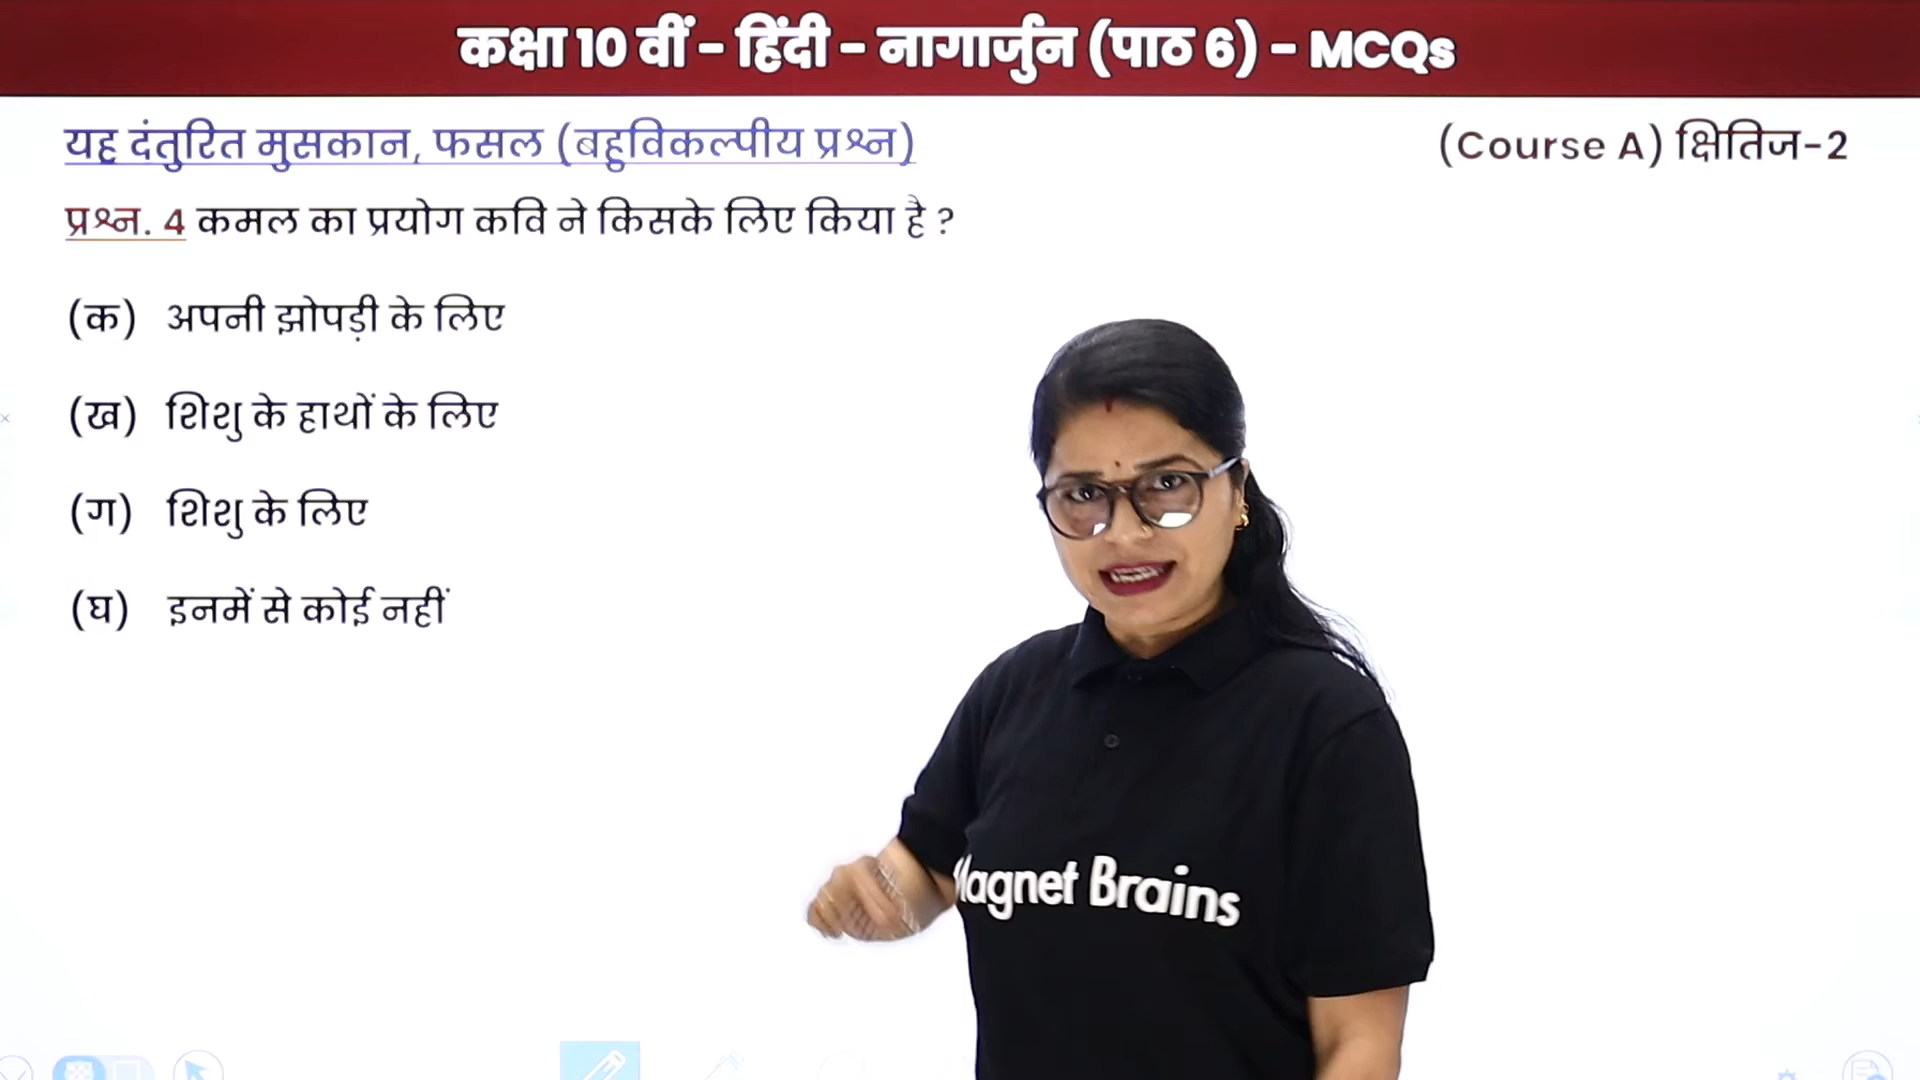 कक्षा 10 वीं - हिंदी - नागार्जुन (पाठ 6) - MCQs
यह दंतुरित मुसकान, फसल (बहुविकल्पीय प्रश्न)
(Course A) क्षितिज-2
प्रश्न. 4 कमल का प्रयोग कवि ने किसके लिए किया है ?
(क) अपनी झोपड़ी के लिए
(ख) शिशु के हाथों के लिए
(ग) शिशु के लिए
(घ) इनमें से कोई नहीं
Magnet Brains